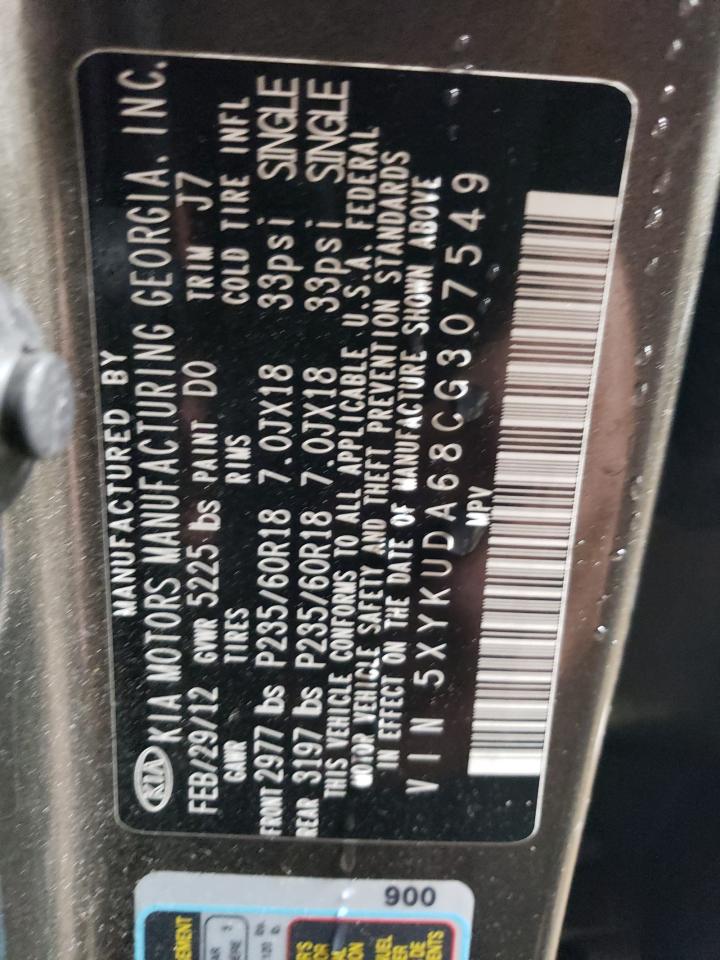 MANUFACTURED BY
KIA KIA MOTORS MANUFACTURING GEORGIA, INC.
FEB/29/12 GVWR 5225 lbs PAINT DO TRIM J7
GAWR TIRES RIMS COLD TIRE INFL
FRONT 2977 lbs P235/60R18 7.0JX18 33psi SINGLE
REAR 3197 lbs P235/60R18 7.0JX18 33psi SINGLE
THIS VEHICLE CONFORMS TO ALL APPLICABLE U.S.A. FEDERAL
MOTOR VEHICLE SAFETY AND THEFT PREVENTION STANDARDS
IN EFFECT ON THE DATE OF MANUFACTURE SHOWN ABOVE
VIN 5XYKUDA68CG307549
MPV
900